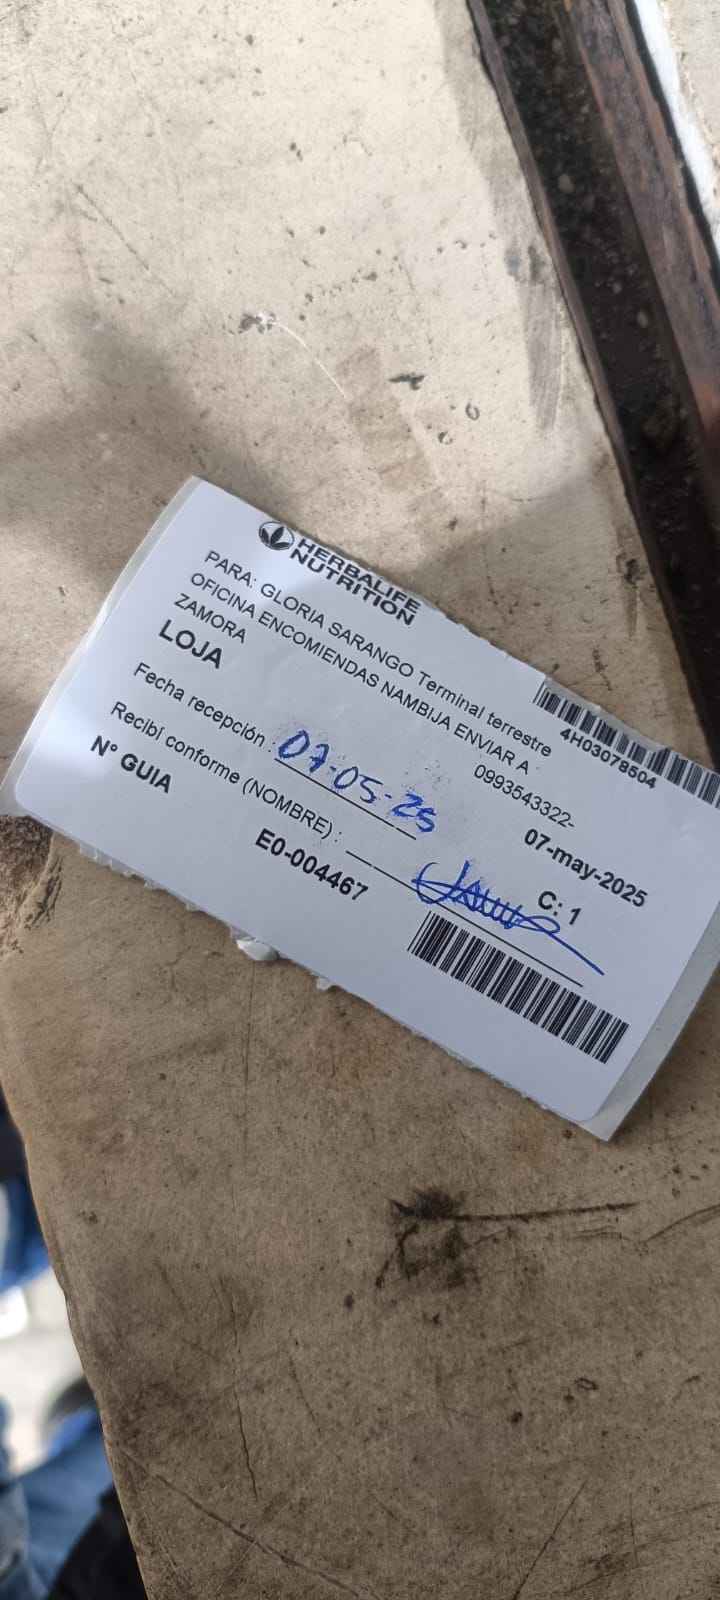 HERBALIFE
NUTRITION
PARA: GLORIA SARANGO Terminal terrestre
OFICINA ENCOMIENDAS NAMBIJA ENVIAR A
ZAMORA
4H03078504
LOJA
0993543322-
Fecha recepción : 07-05-25
07-may-2025
Recibí conforme (NOMBRE) :
C: 1
N° GUIA
E0-004467